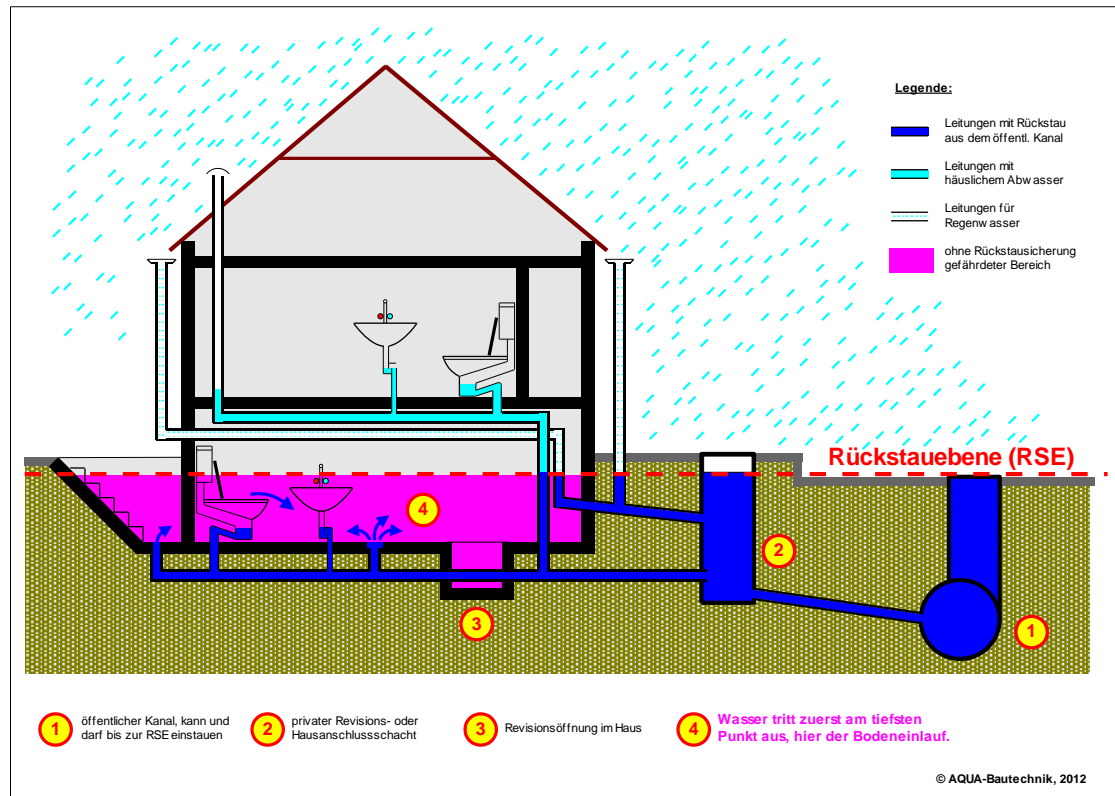 Legende:
Leitungen mit Rückstau
aus dem öffentl. Kanal
Leitungen mit
häuslichem Abwasser
Leitungen für
Regenwasser
ohne Rückstausicherung
gefährdeter Bereich
Rückstauebene (RSE)
4
2
3
1
1
öffentlicher Kanal, kann und
darf bis zur RSE einstauen
2
privater Revisions- oder
Hausanschlussschacht
3
Revisionsöffnung im Haus
4
Wasser tritt zuerst am tiefsten
Punkt aus, hier der Bodeneinlauf.
© AQUA-Bautechnik, 2012